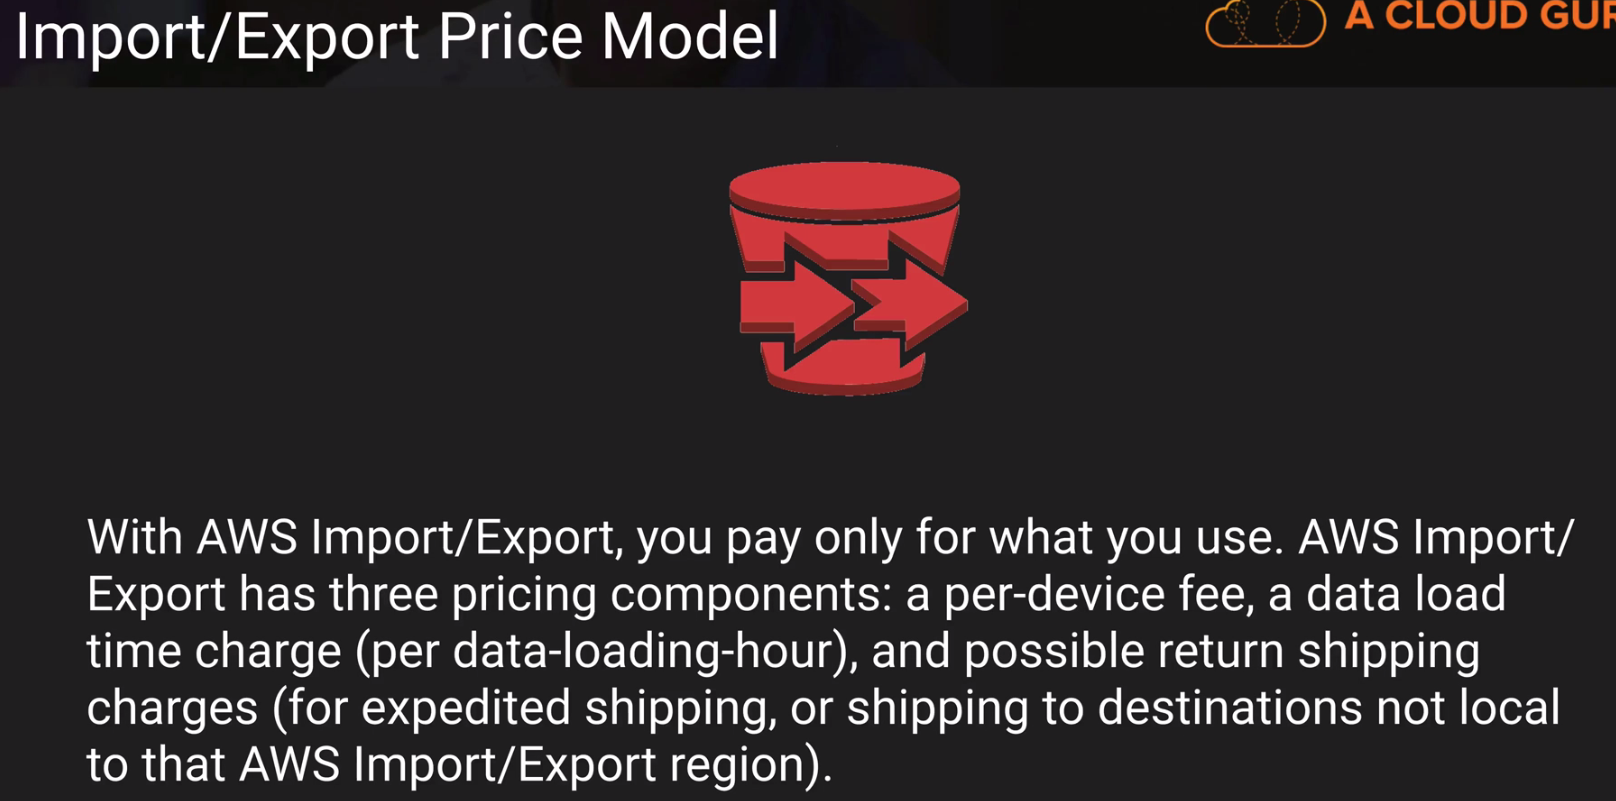 Import/Export Price Model
A CLOUD GUR
With AWS Import/Export, you pay only for what you use. AWS Import/
Export has three pricing components: a per-device fee, a data load
time charge (per data-loading-hour), and possible return shipping
charges (for expedited shipping, or shipping to destinations not local
to that AWS Import/Export region).